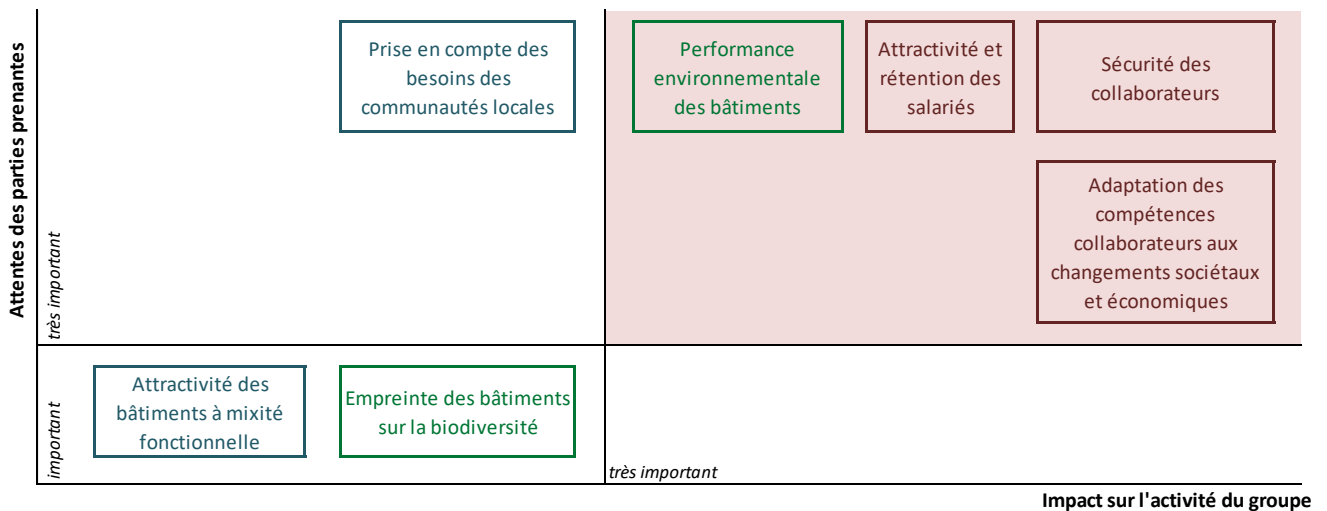 Attentes des parties prenantes
très important
Prise en compte des
besoins des
communautés locales
Performance
environnementale
des bâtiments
Attractivité et
rétention des
salariés
Sécurité des
collaborateurs
Adaptation des
compétences
collaborateurs aux
changements sociétaux
et économiques
important
Attractivité des
bâtiments à mixité
fonctionnelle
Empreinte des bâtiments
sur la biodiversité
très important
Impact sur l'activité du groupe